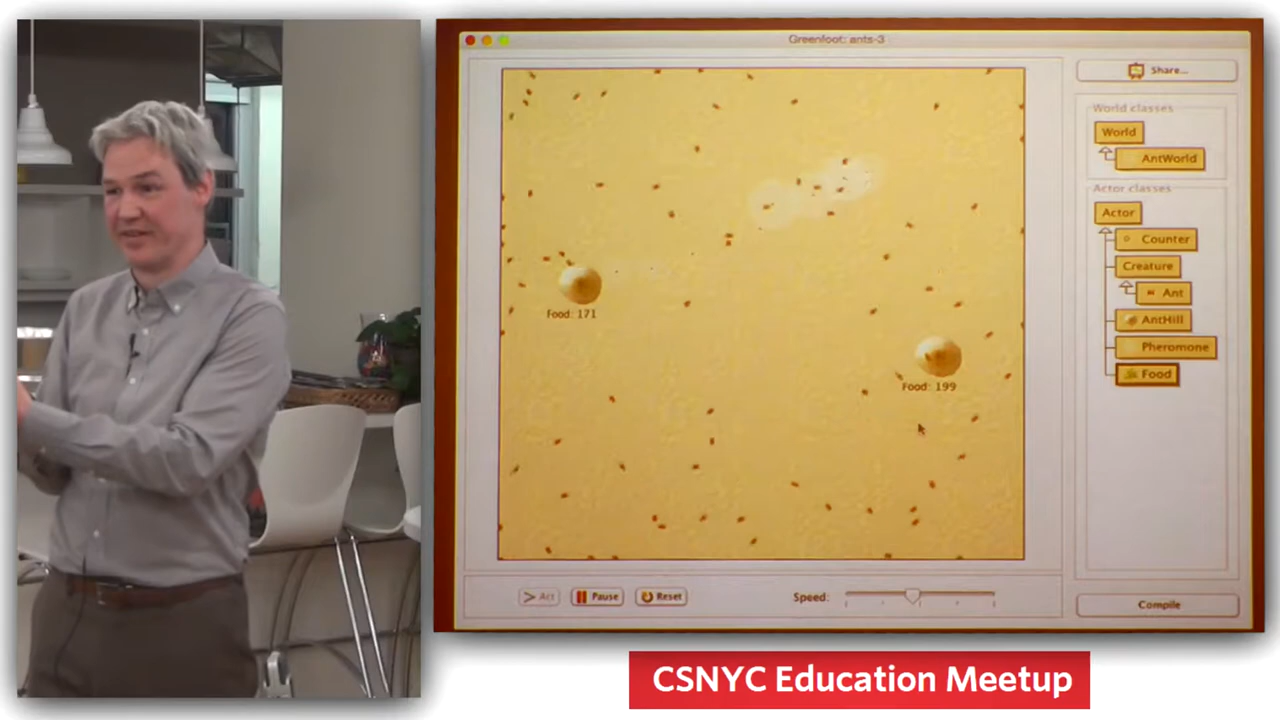 Greenfoot: ants-3
Share...
World classes
World
AntWorld
Actor classes
Actor
Counter
Creature
Ant
AntHill
Pheromone
Food
Food: 171
Food: 199
Act
Pause
Reset
Speed:
Compile
CSNYC Education Meetup